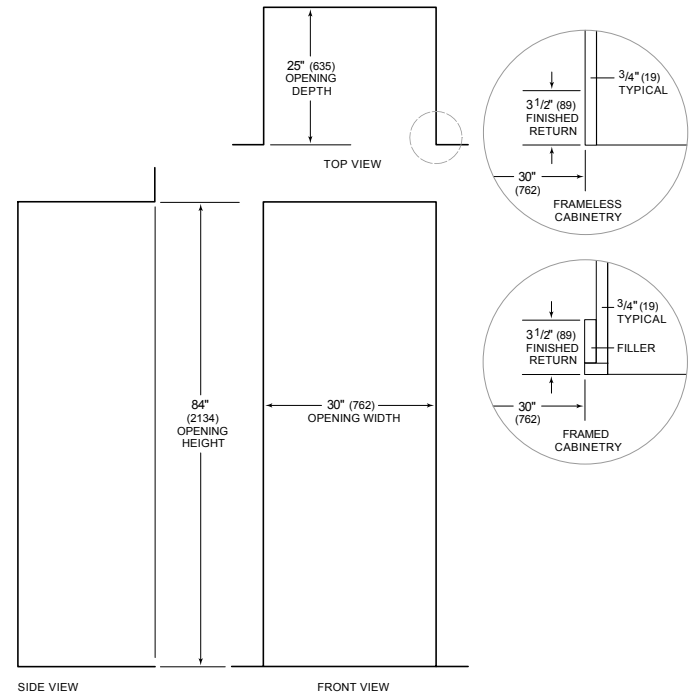 25" (635)
OPENING
DEPTH
TOP VIEW
3/4" (19)
TYPICAL
3 1/2" (89)
FINISHED
RETURN
30"
(762)
FRAMELESS
CABINETRY
3/4" (19)
TYPICAL
3 1/2" (89)
FINISHED
RETURN
FILLER
30"
(762)
FRAMED
CABINETRY
84"
(2134)
OPENING
HEIGHT
30" (762)
OPENING WIDTH
SIDE VIEW
FRONT VIEW